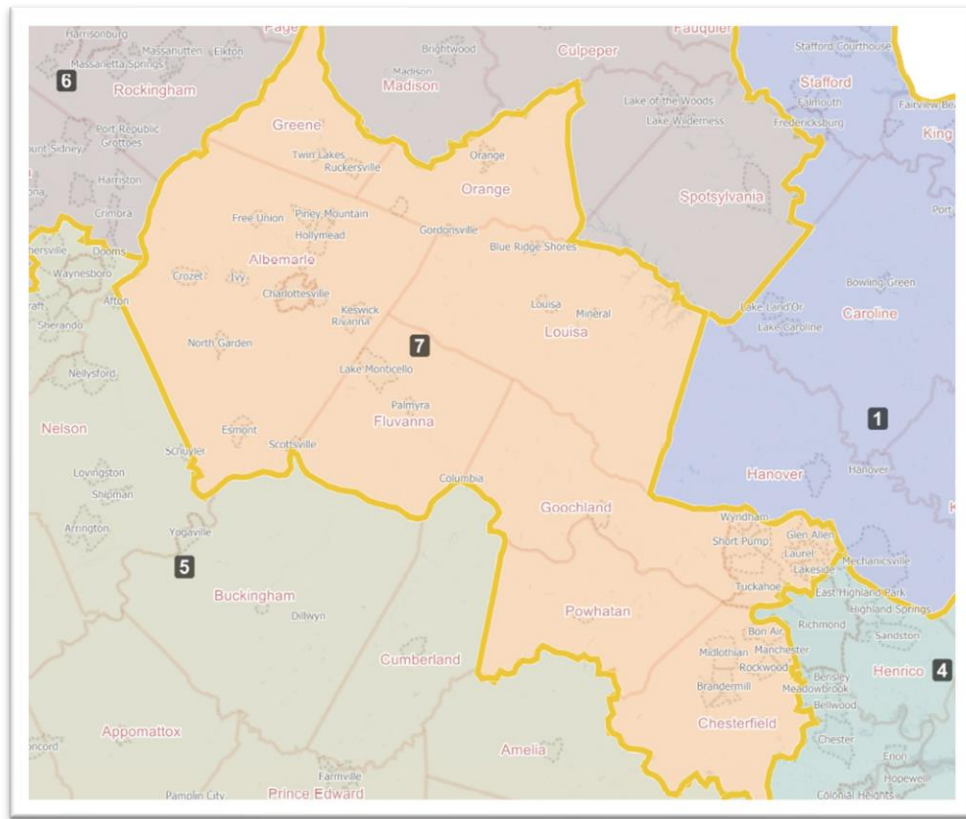 Harrisonburg
Massanutten
Elkton
Page
Brightwood
Culpeper
Fauquier
Stafford Courthouse
Massanetta Springs
6
Rockingham
Madison
Madison
Stafford
Lake of the Woods
Falmouth
Lake Wilderness
Fredericksburg
King
Port Republic
Grottoes
Greene
Twin Lakes
Ruckersville
Orange
Orange
Harriston
Crimora
Spotsylvania
Free Union
Piney Mountain
Hollymead
Gordonsville
Blue Ridge Shores
Dooms
Waynesboro
Albemarle
Crozet
Ivy
Charlottesville
Afton
Keswick
Rivanna
Louisa
Mineral
Louisa
Bowling Green
Lake Land'Or
Caroline
Lake Caroline
Sherando
North Garden
7
Nellysford
Lake Monticello
Palmyra
Fluvanna
1
Nelson
Esmont
Scottsville
Schuyler
Lovingston
Shipman
Columbia
Hanover
Hanover
Goochland
Arrington
Yogaville
Wyndham
Short Pump
Glen Allen
Laurel
Lakeside
Mechanicsville
5
Buckingham
Dillwyn
Tuckahoe
East Highland Park
Highland Springs
Powhatan
Richmond
Sandston
Bon Air
Cumberland
Midlothian
Manchester
Rockwood
Henrico
4
Brandermill
Bensley
Meadowbrook
Bellwood
Appomattox
Chesterfield
Amelia
Chester
Enon
Farmville
Hopewell
Pamplin City
Prince Edward
Colonial Heights